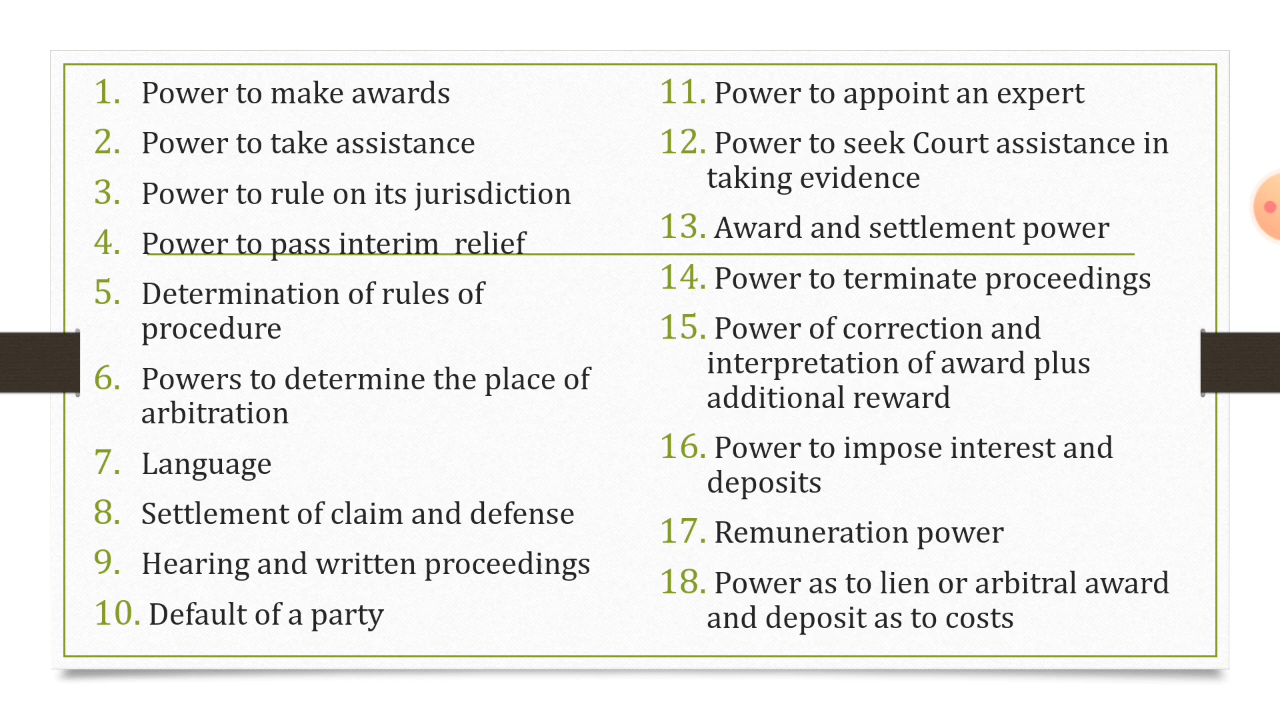 1. Power to make awards
2. Power to take assistance
3. Power to rule on its jurisdiction
4. Power to pass interim  relief
5. Determination of rules of
procedure
6. Powers to determine the place of
arbitration
7. Language
8. Settlement of claim and defense
9. Hearing and written proceedings
10. Default of a party
11. Power to appoint an expert
12. Power to seek Court assistance in
taking evidence
13. Award and settlement power
14. Power to terminate proceedings
15. Power of correction and
interpretation of award plus
additional reward
16. Power to impose interest and
deposits
17. Remuneration power
18. Power as to lien or arbitral award
and deposit as to costs